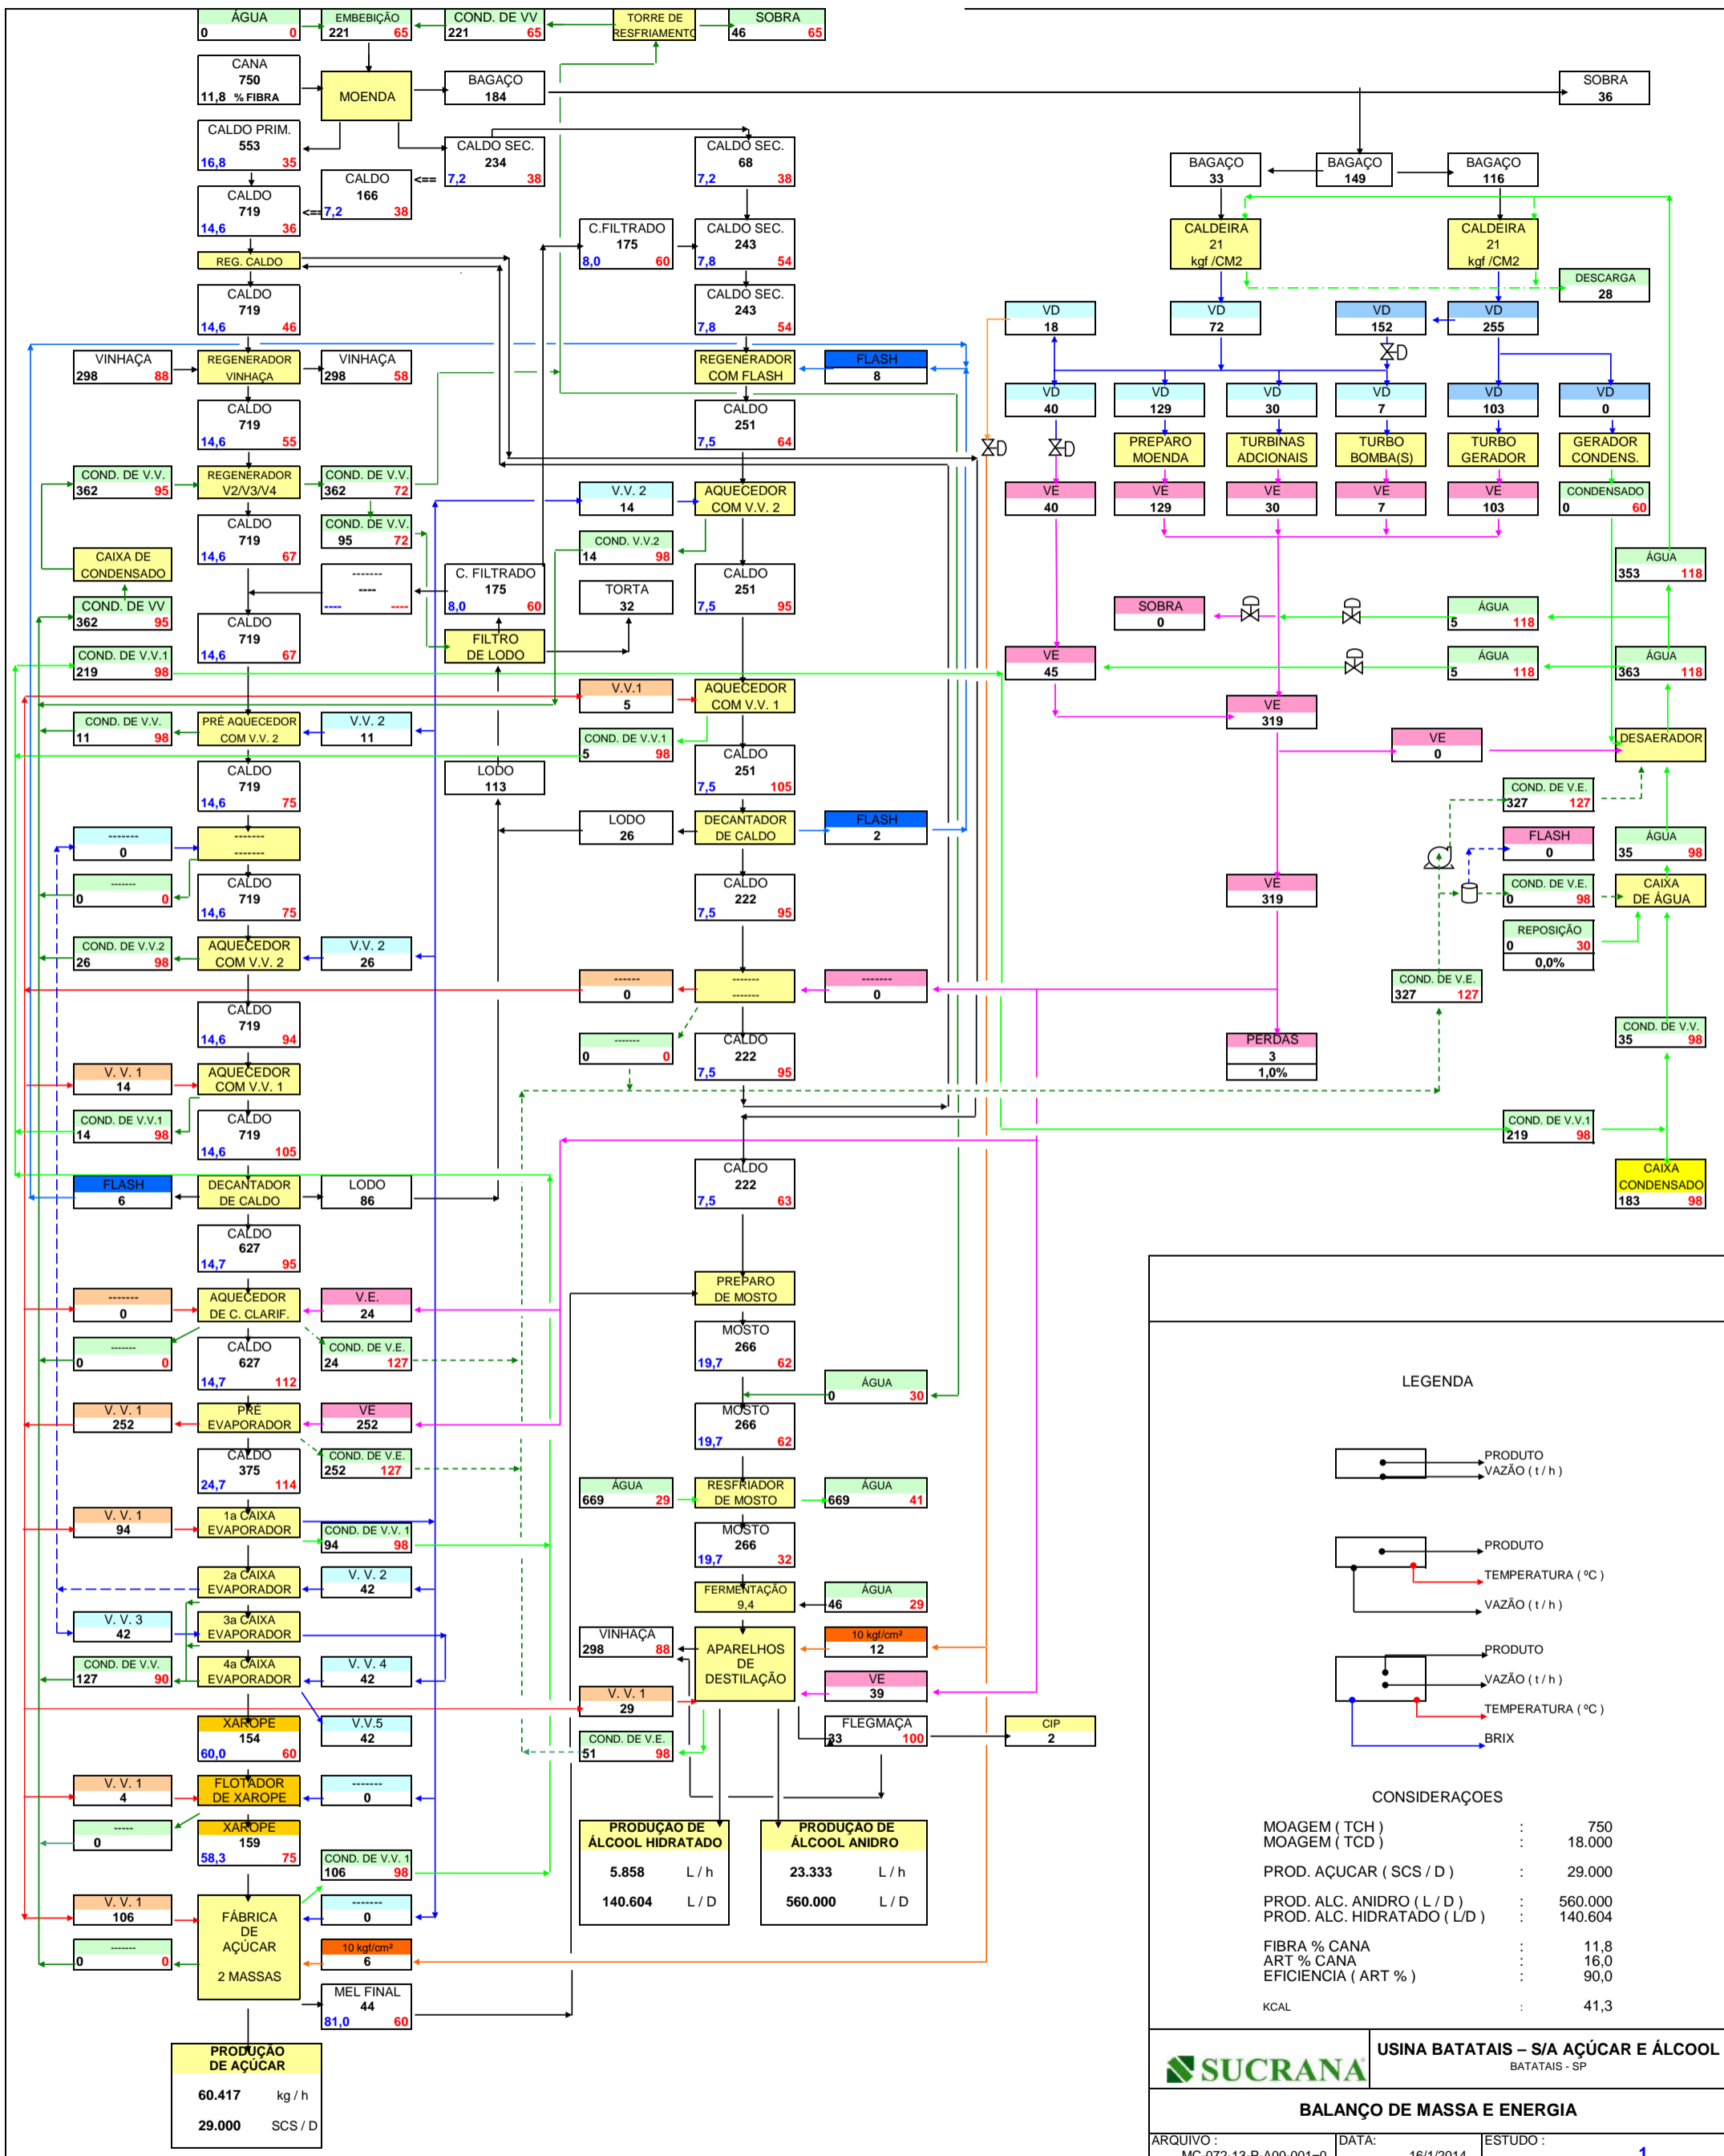 ÁGUA
0 0
EMBEBIÇÃO
221 65
COND. DE VV
221 65
TORRE DE
RESFRIAMENTO
SOBRA
46 65
CANA
750
11,8 % FIBRA
MOENDA
BAGAÇO
184
SOBRA
36
CALDO PRIM.
553
16,8 35
CALDO SEC.
234
7,2 38
CALDO SEC.
68
7,2 38
CALDO
166
7,2 38
<==
CALDO
719
14,6 36
<==
BAGAÇO
33
BAGAÇO
149
BAGAÇO
116
C.FILTRADO
175
8,0 60
CALDO SEC.
243
7,8 54
CALDEIRA
21
kgf /CM2
CALDEIRA
21
kgf /CM2
REG. CALDO
DESCARGA
28
CALDO
719
14,6 46
CALDO SEC.
243
7,8 54
VD
18
VD
72
VD
152
VD
255
VINHAÇA
298 88
REGENERADOR
VINHAÇA
VINHAÇA
298 58
REGENERADOR
COM FLASH
FLASH
8
VD
40
VD
129
VD
30
VD
7
VD
103
VD
0
CALDO
719
14,6 55
CALDO
251
7,5 64
PREPARO
MOENDA
TURBINAS
ADCIONAIS
TURBO
BOMBA(S)
TURBO
GERADOR
GERADOR
CONDENS.
COND. DE V.V.
362 95
REGENERADOR
V2/V3/V4
COND. DE V.V.
362 72
V.V. 2
14
AQUECEDOR
COM V.V. 2
VE
40
VE
129
VE
30
VE
7
VE
103
CONDENSADO
0 60
CALDO
719
14,6 67
COND. DE V.V.
95 72
COND. V.V.2
14 98
CAIXA DE
CONDENSADO
-------
----
---- ----
C. FILTRADO
175
8,0 60
TORTA
32
CALDO
251
7,5 95
ÁGUA
353 118
COND. DE VV
362 95
CALDO
719
14,6 67
FILTRO
DE LODO
SOBRA
0
ÁGUA
5 118
COND. DE V.V.1
219 98
VE
45
ÁGUA
5 118
ÁGUA
363 118
V.V.1
5
AQUECEDOR
COM V.V. 1
VE
319
COND. DE V.V.
11 98
PRÉ AQUECEDOR
COM V.V. 2
V.V. 2
11
COND. DE V.V.1
5 98
CALDO
251
7,5 105
VE
0
DESAERADOR
CALDO
719
14,6 75
LODO
113
COND. DE V.E.
327 127
-------
0
-------
-------
LODO
26
DECANTADOR
DE CALDO
FLASH
2
FLASH
0
ÁGUA
35 98
-------
0 0
CALDO
719
14,6 75
CALDO
222
7,5 95
VE
319
COND. DE V.E.
0 98
CAIXA
DE ÁGUA
REPOSIÇÃO
0 30
0,0%
COND. DE V.V.2
26 98
AQUECEDOR
COM V.V. 2
V.V. 2
26
------
0
-------
-------
-------
0
COND. DE V.E.
327 127
CALDO
719
14,6 94
-------
0 0
CALDO
222
7,5 95
PERDAS
3
1,0%
COND. DE V.V.
35 98
V. V. 1
14
AQUECEDOR
COM V.V. 1
COND. DE V.V.1
14 98
CALDO
719
14,6 105
COND. DE V.V.1
219 98
FLASH
6
DECANTADOR
DE CALDO
LODO
86
CALDO
222
7,5 63
CAIXA
CONDENSADO
183 98
CALDO
627
14,7 95
-------
0
AQUECEDOR
DE C. CLARIF.
V.E.
24
PREPARO
DE MOSTO
-------
0 0
CALDO
627
14,7 112
COND. DE V.E.
24 127
MOSTO
266
19,7 62
ÁGUA
0 30
V. V. 1
252
PRÉ
EVAPORADOR
VE
252
MOSTO
266
19,7 62
CALDO
375
24,7 114
COND. DE V.E.
252 127
ÁGUA
669 29
RESFRIADOR
DE MOSTO
ÁGUA
669 41
V. V. 1
94
1a CAIXA
EVAPORADOR
COND. DE V.V. 1
94 98
MOSTO
266
19,7 32
2a CAIXA
EVAPORADOR
V. V. 2
42
FERMENTAÇÃO
9,4
ÁGUA
46 29
V. V. 3
42
3a CAIXA
EVAPORADOR
VINHAÇA
298 88
APARELHOS
DE
DESTILAÇÃO
10 kgf/cm²
12
COND. DE V.V.
127 90
4a CAIXA
EVAPORADOR
V. V. 4
42
VE
39
V. V. 1
29
XAROPE
154
60,0 60
V.V.5
42
COND. DE V.E.
51 98
FLEGMAÇA
33 100
CIP
2
V. V. 1
4
FLOTADOR
DE XAROPE
-------
0
-----
0
XAROPE
159
58,3 75
COND. DE V.V. 1
106 98
PRODUÇÃO DE
ÁLCOOL HIDRATADO
5.858 L / h
140.604 L / D
PRODUÇÃO DE
ÁLCOOL ANIDRO
23.333 L / h
560.000 L / D
V. V. 1
106
FÁBRICA
DE
AÇÚCAR
2 MASSAS
-------
0
-------
0 0
10 kgf/cm²
6
MEL FINAL
44
81,0 60
PRODUÇÃO
DE AÇÚCAR
60.417 kg / h
29.000 SCS / D
LEGENDA
PRODUTO
VAZÃO ( t / h )
PRODUTO
TEMPERATURA ( ºC )
VAZÃO ( t / h )
PRODUTO
VAZÃO ( t / h )
TEMPERATURA ( ºC )
BRIX
CONSIDERAÇOES
MOAGEM ( TCH ) : 750
MOAGEM ( TCD ) : 18.000
PROD. AÇUCAR ( SCS / D ) : 29.000
PROD. ALC. ANIDRO ( L / D ) : 560.000
PROD. ALC. HIDRATADO ( L/D ) : 140.604
FIBRA % CANA : 11,8
ART % CANA : 16,0
EFICIENCIA ( ART % ) : 90,0
KCAL : 41,3
SUCRANA
USINA BATATAIS – S/A AÇÚCAR E ÁLCOOL
BATATAIS - SP
BALANÇO DE MASSA E ENERGIA
ARQUIVO : DATA: ESTUDO :
MC-072-13-P-A00-001=0 16/1/2014 1